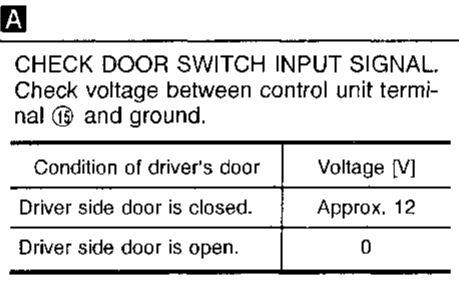 A
CHECK DOOR SWITCH INPUT SIGNAL.
Check voltage between control unit termi-
nal ⑮ and ground.
Condition of driver's door Voltage [V]
Driver side door is closed. Approx. 12
Driver side door is open. 0